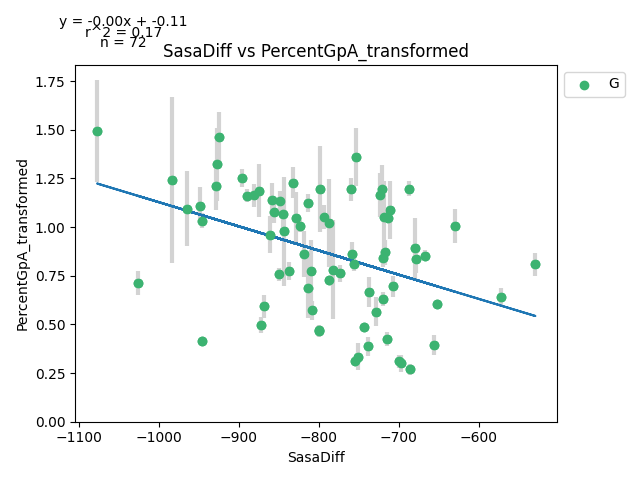 y = -0.00x + -0.11
r^2 = 0.17
n = 72
SasaDiff vs PercentGpA_transformed
G
PercentGpA_transformed
1.75
1.50
1.25
1.00
0.75
0.50
0.25
0.00
−1100 −1000 −900 −800 −700 −600
SasaDiff